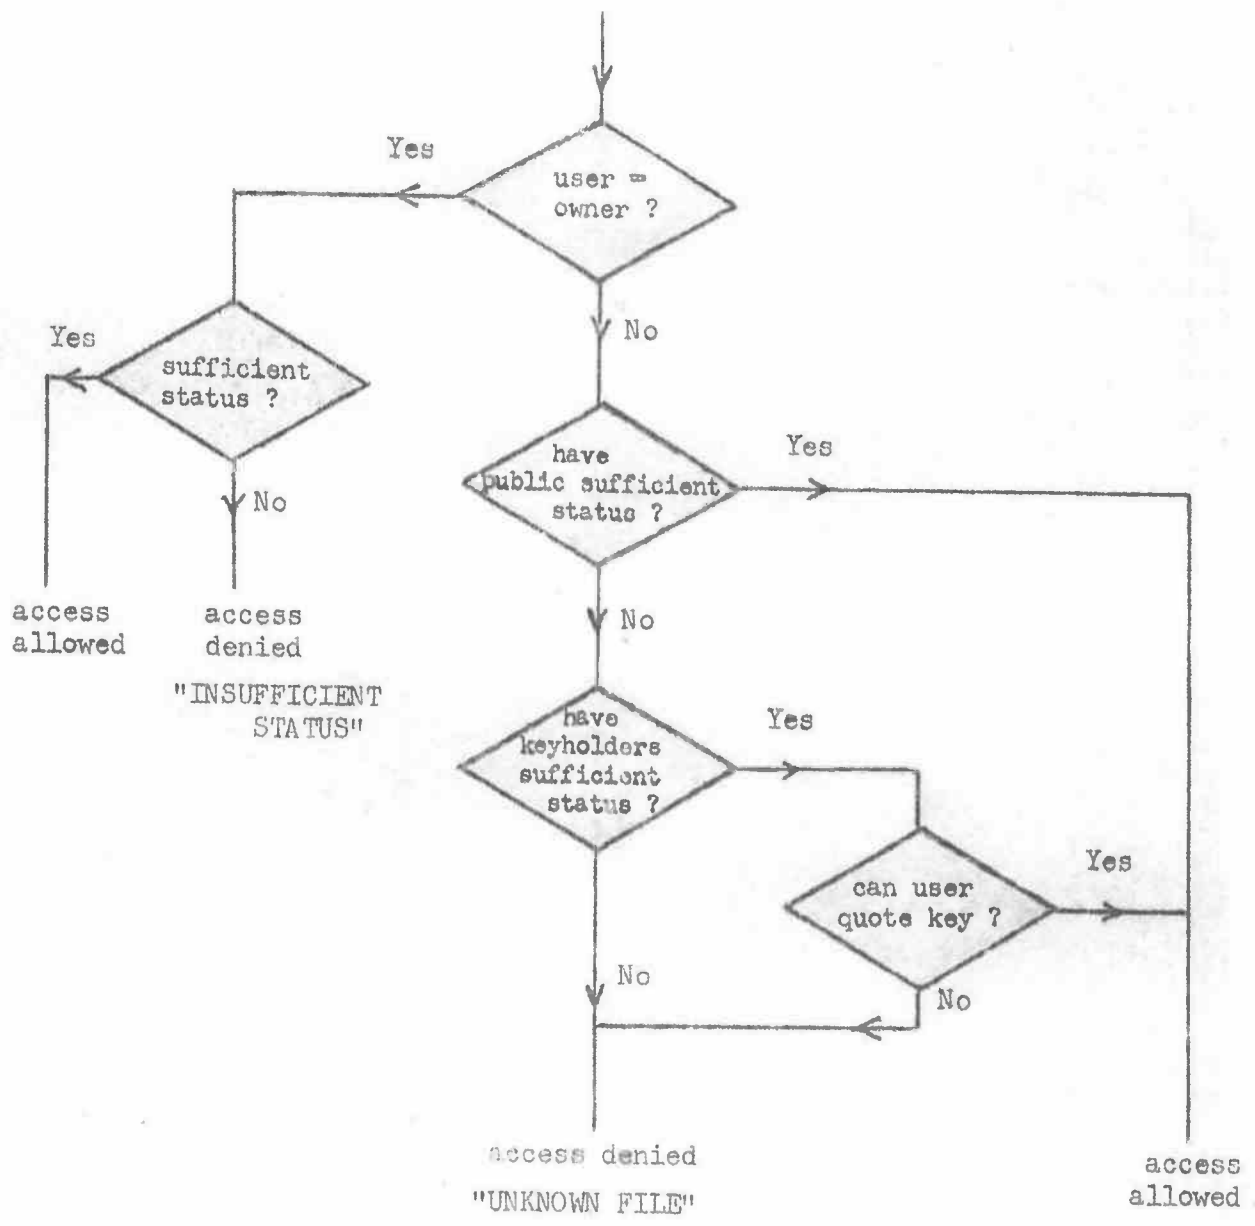 Yes
user =
owner ?
Yes
sufficient
status ?
No
No
have
public sufficient
status ?
Yes
access
allowed
access
denied
"INSUFFICIENT
STATUS"
No
have
keyholders
sufficient
status ?
Yes
can user
quote key ?
Yes
No
No
access denied
"UNKNOWN FILE"
access
allowed